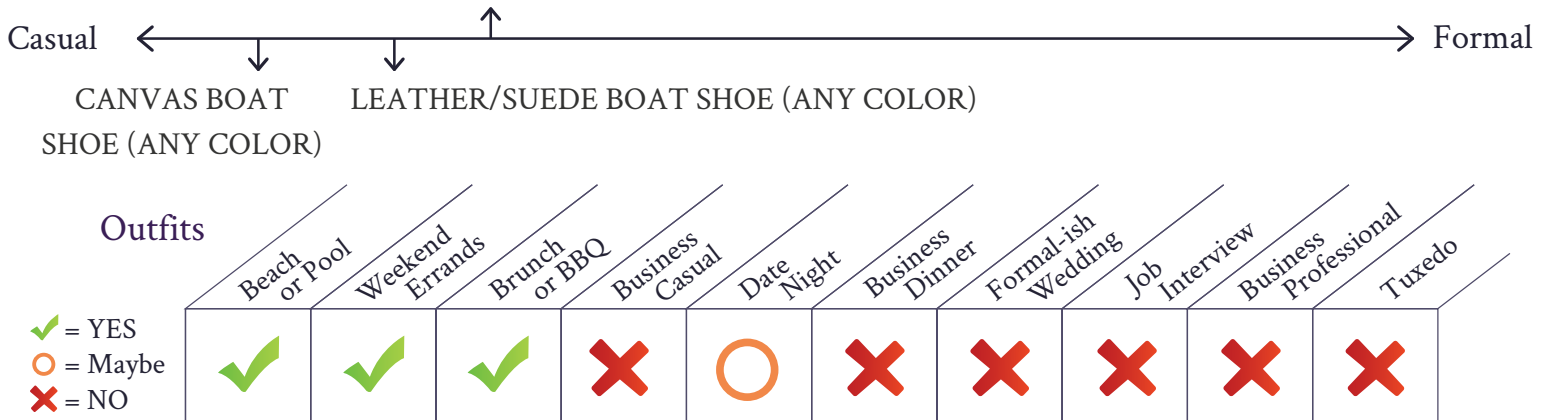 Casual
Formal
CANVAS BOAT
SHOE (ANY COLOR)
LEATHER/SUEDE BOAT SHOE (ANY COLOR)
Outfits
Beach
or Pool
Weekend
Errands
Brunch
or BBQ
Business
Casual
Date
Night
Business
Dinner
Formal-ish
Wedding
Job
Interview
Business
Professional
Tuxedo
= YES
= Maybe
= NO